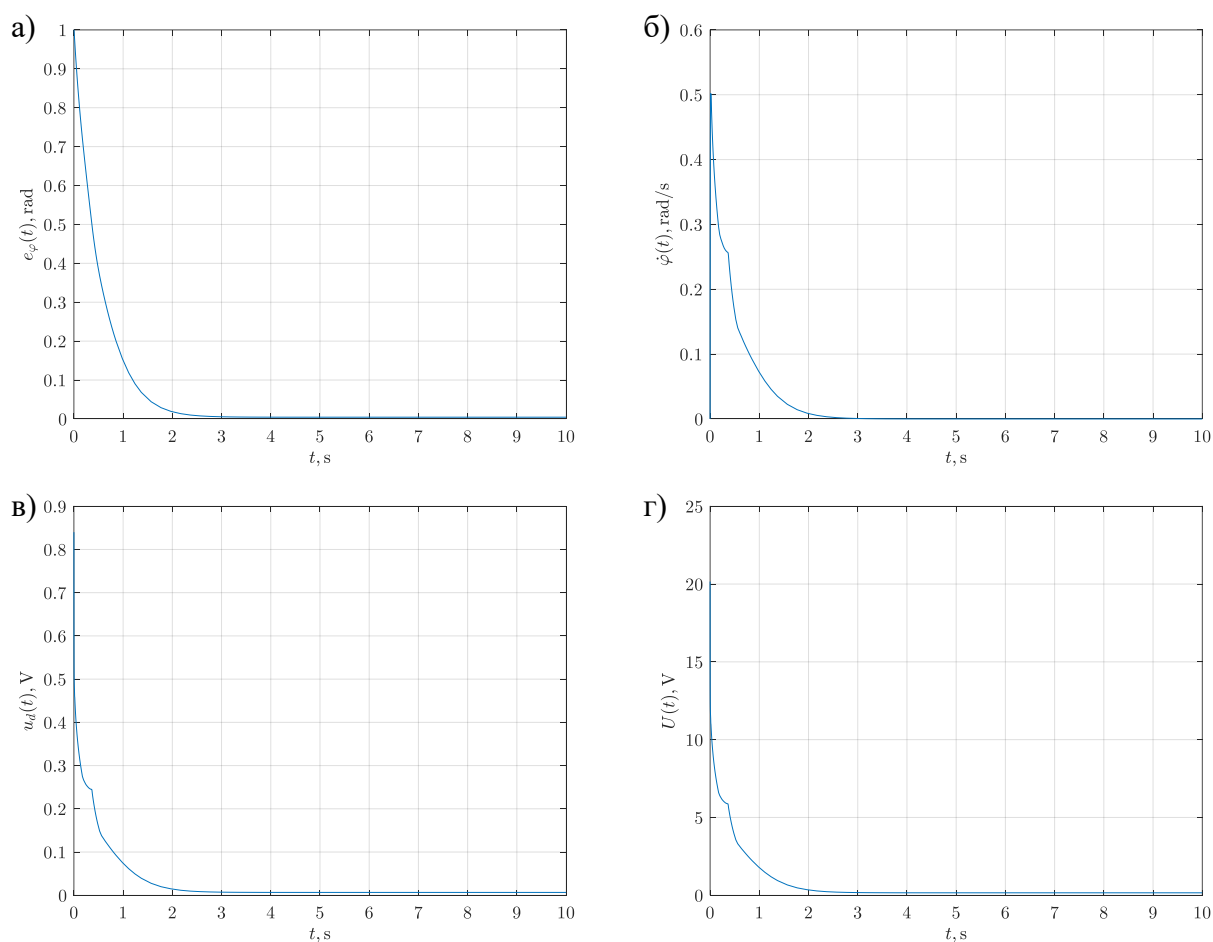 а)
1
0.9
0.8
0.7
0.6
0.5
0.4
0.3
0.2
0.1
0
e_φ(t), rad
0 1 2 3 4 5 6 7 8 9 10
t, s
б)
0.6
0.5
0.4
0.3
0.2
0.1
0
φ̇(t), rad/s
0 1 2 3 4 5 6 7 8 9 10
t, s
в)
0.9
0.8
0.7
0.6
0.5
0.4
0.3
0.2
0.1
0
u_d(t), V
0 1 2 3 4 5 6 7 8 9 10
t, s
г)
25
20
15
10
5
0
U(t), V
0 1 2 3 4 5 6 7 8 9 10
t, s